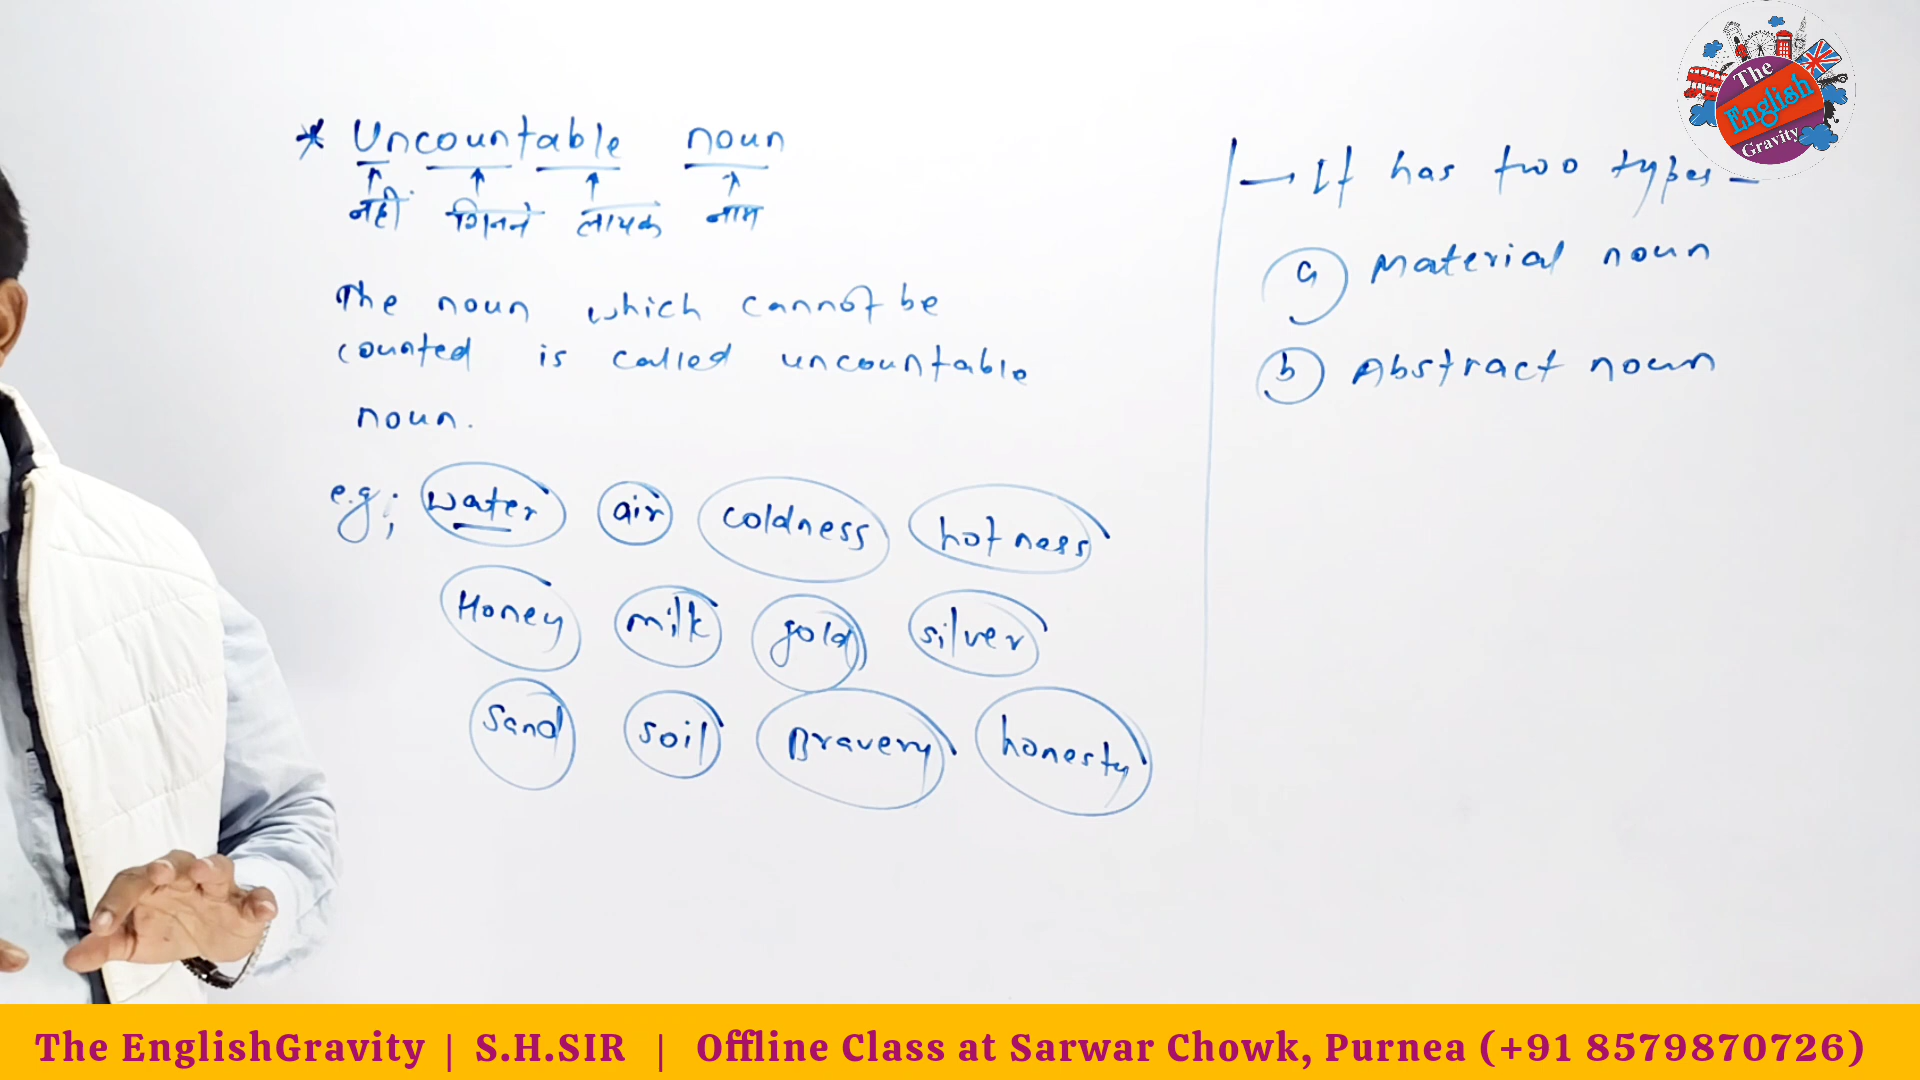 * Uncountable noun
नहीं गिनने लायक नाम
The noun which cannot be
counted is called uncountable
noun.
e.g; water air coldness hotness
Honey milk gold silver
Sand soil Bravery honesty
→ It has two types -
a Material noun
b Abstract noun
The
English
Gravity
The EnglishGravity | S.H.SIR | Offline Class at Sarwar Chowk, Purnea (+91 8579870726)